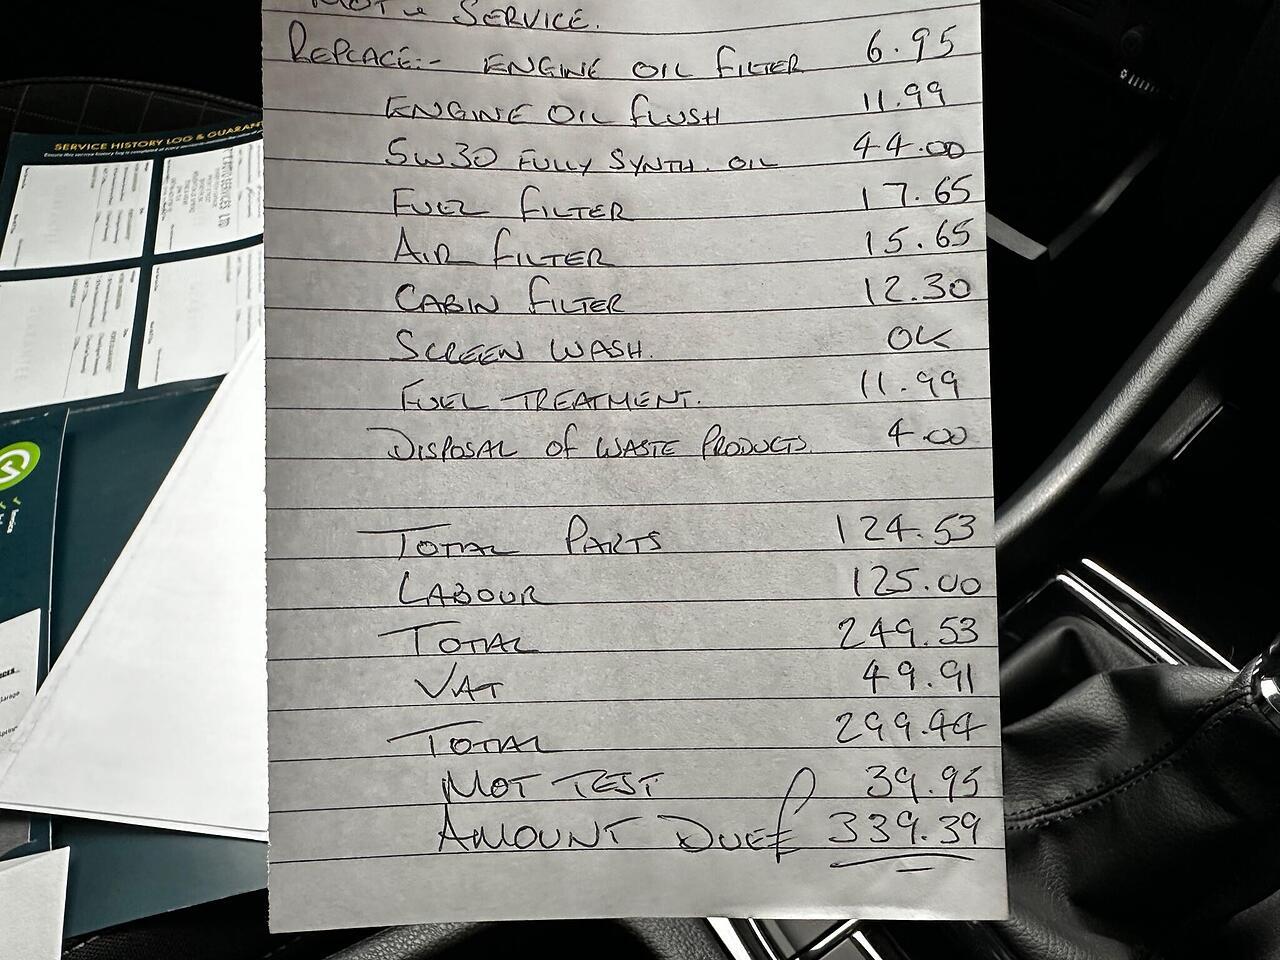 MOT & SERVICE.
REPLACE:- ENGINE OIL FILTER 6.95
ENGINE OIL FLUSH 11.99
5W30 FULLY SYNTH. OIL 44.00
FUEL FILTER 17.65
AIR FILTER 15.65
CABIN FILTER 12.30
SCREEN WASH. OK
FUEL TREATMENT. 11.99
DISPOSAL OF WASTE PRODUCTS. 4.00
TOTAL PARTS 124.53
LABOUR 125.00
TOTAL 249.53
VAT 49.91
TOTAL 299.44
MOT TEST 39.95
AMOUNT DUE £ 339.39
SERVICE HISTORY LOG & GUARANT